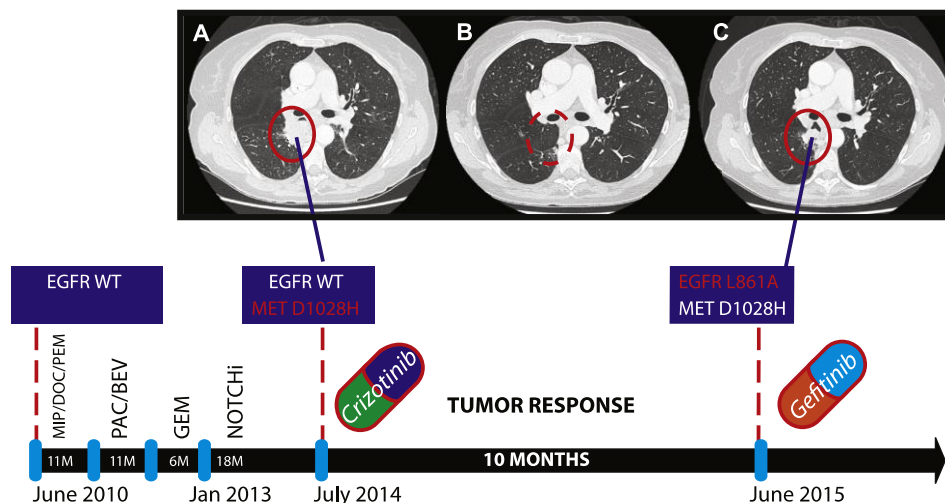 A
B
C
EGFR WT
EGFR WT
MET D1028H
EGFR L861A
MET D1028H
MIP/DOC/PEM
PAC/BEV
GEM
NOTCHi
Crizotinib
TUMOR RESPONSE
Gefitinib
11M
11M
6M
18M
10 MONTHS
June 2010
Jan 2013
July 2014
June 2015